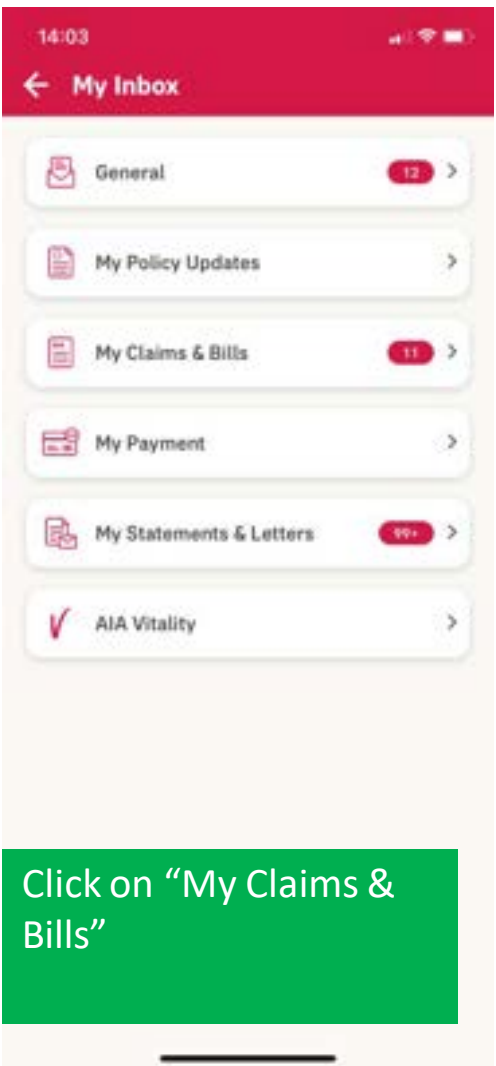 14:03
My Inbox
General 12
My Policy Updates
My Claims & Bills 11
My Payment
My Statements & Letters 99+
AIA Vitality
Click on “My Claims &
Bills”